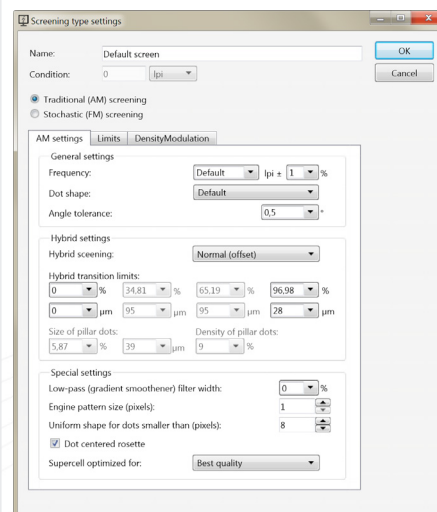 Screening type settings
Name: Default screen OK
Condition: 0 lpi Cancel
Traditional (AM) screening
Stochastic (FM) screening
AM settings Limits DensityModulation
General settings
Frequency: Default lpi ± 1 %
Dot shape: Default
Angle tolerance: 0,5 °
Hybrid settings
Hybrid sceening: Normal (offset)
Hybrid transition limits:
0 % 34,81 % 65,19 % 96,98 %
0 µm 95 µm 95 µm 28 µm
Size of pillar dots: Density of pillar dots:
5,87 % 39 µm 9 %
Special settings
Low-pass (gradient smoothener) filter width: 0 %
Engine pattern size (pixels): 1
Uniform shape for dots smaller than (pixels): 8
Dot centered rosette
Supercell optimized for: Best quality